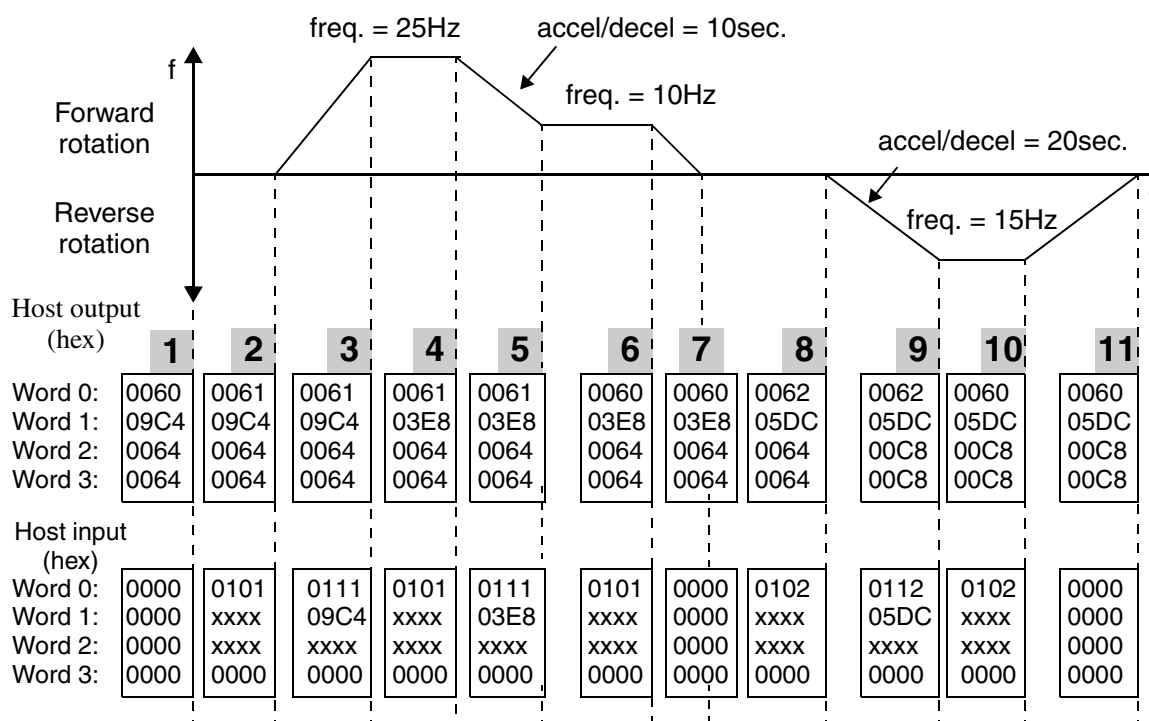 freq. = 25Hz
accel/decel = 10sec.
f
freq. = 10Hz
Forward
rotation
accel/decel = 20sec.
Reverse
rotation
freq. = 15Hz
Host output
(hex)
1 2 3 4 5 6 7 8 9 10 11
Word 0: 0060 0061 0061 0061 0061 0060 0060 0062 0062 0060 0060
Word 1: 09C4 09C4 09C4 03E8 03E8 03E8 03E8 05DC 05DC 05DC 05DC
Word 2: 0064 0064 0064 0064 0064 0064 0064 0064 00C8 00C8 00C8
Word 3: 0064 0064 0064 0064 0064 0064 0064 0064 00C8 00C8 00C8
Host input
(hex)
Word 0: 0000 0101 0111 0101 0111 0101 0000 0102 0112 0102 0000
Word 1: 0000 xxxx 09C4 xxxx 03E8 xxxx 0000 xxxx 05DC xxxx 0000
Word 2: 0000 xxxx xxxx xxxx xxxx xxxx 0000 xxxx xxxx xxxx 0000
Word 3: 0000 0000 0000 0000 0000 0000 0000 0000 0000 0000 0000